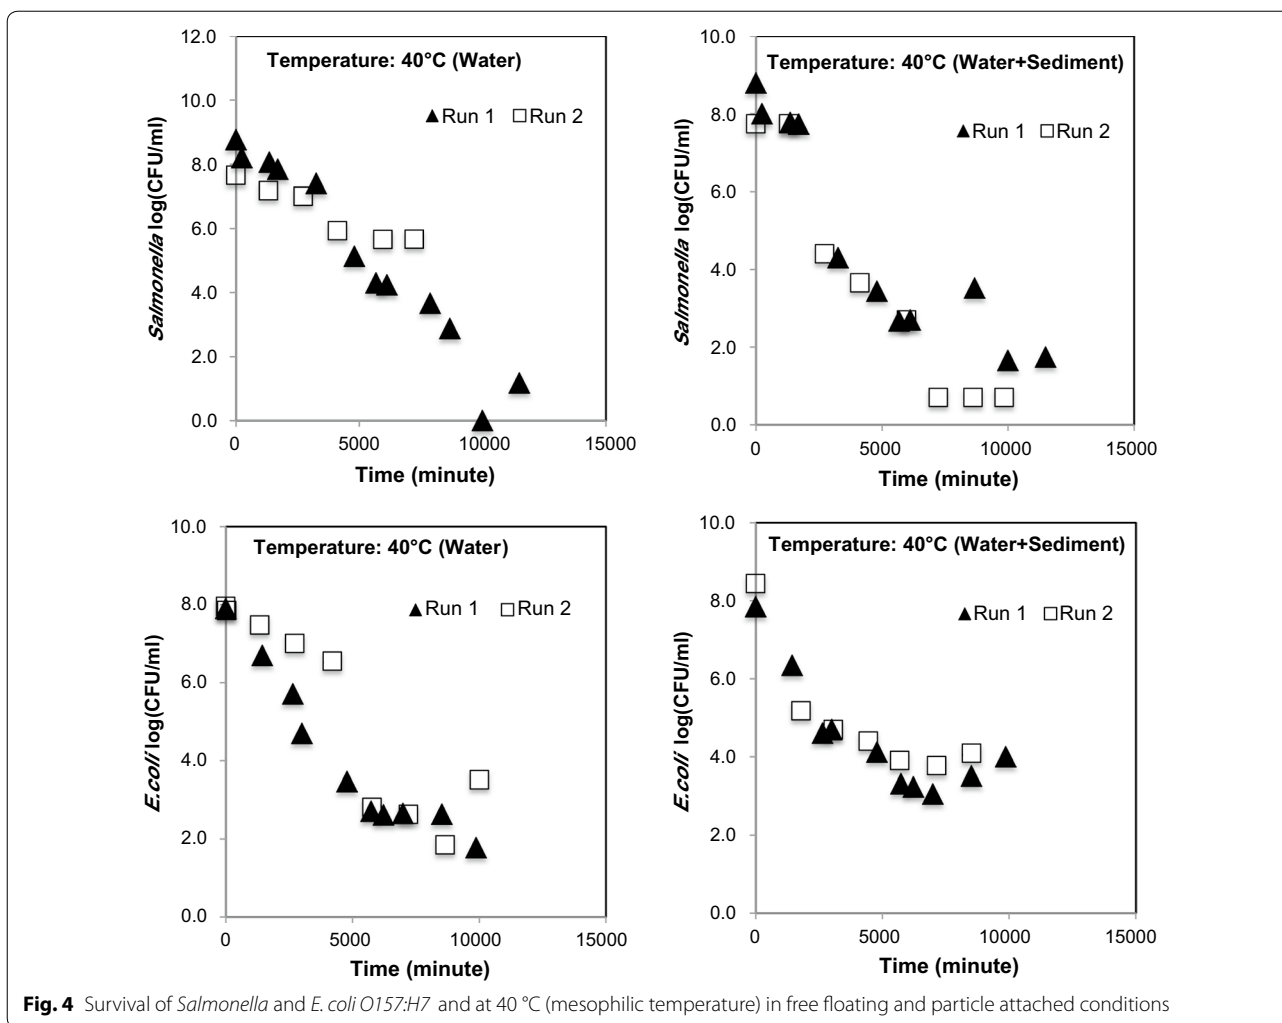 12.0
Temperature: 40°C (Water)
10.0
Run 1 Run 2
8.0
6.0
4.0
2.0
0.0
0 5000 10000 15000
Time (minute)
Salmonella log(CFU/ml)
10.0
Temperature: 40°C (Water+Sediment)
8.0
Run 1 Run 2
6.0
4.0
2.0
0.0
0 5000 10000 15000
Time (minute)
Salmonella log(CFU/ml)
10.0
Temperature: 40°C (Water)
8.0
Run 1 Run 2
6.0
4.0
2.0
0.0
0 5000 10000 15000
Time (minute)
E.coli log(CFU/ml)
10.0
Temperature: 40°C (Water+Sediment)
8.0
Run 1 Run 2
6.0
4.0
2.0
0.0
0 5000 10000 15000
Time (minute)
E.coli log(CFU/ml)
Fig. 4 Survival of Salmonella and E. coli O157:H7 and at 40 °C (mesophilic temperature) in free floating and particle attached conditions